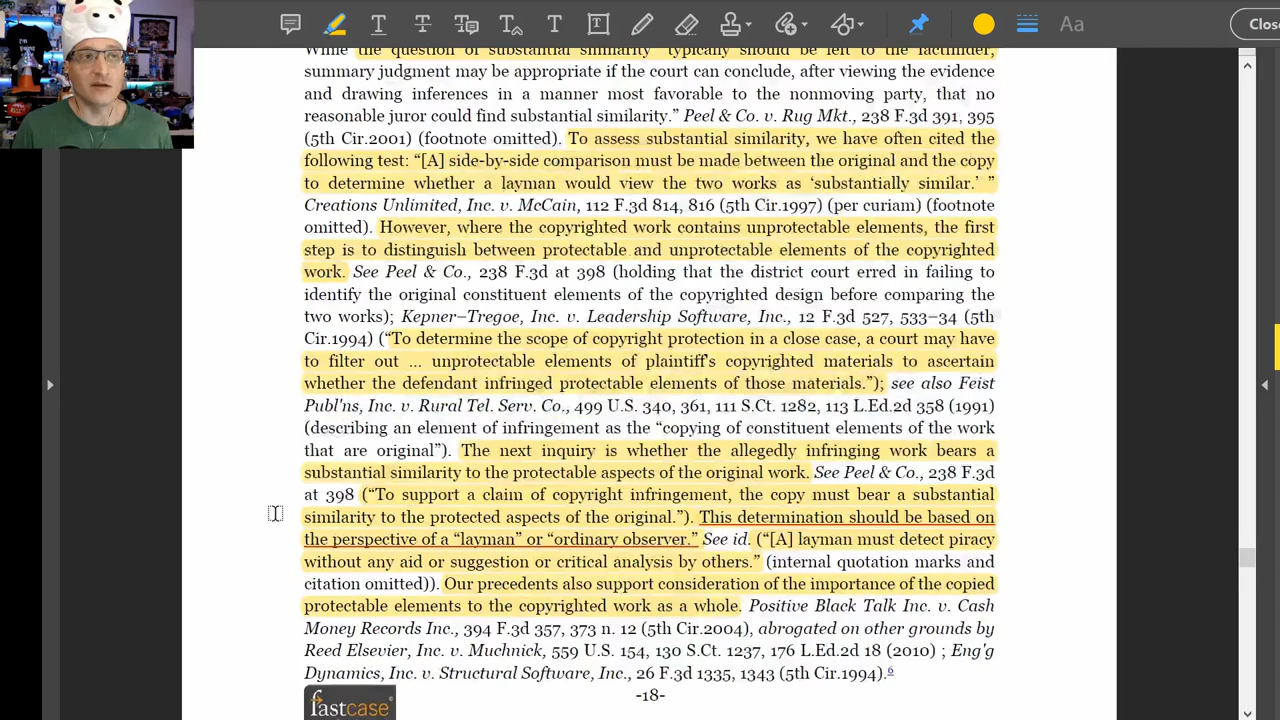 Clos
Aa
While the question of substantial similarity "typically should be left to the factfinder,
summary judgment may be appropriate if the court can conclude, after viewing the evidence
and drawing inferences in a manner most favorable to the nonmoving party, that no
reasonable juror could find substantial similarity.” Peel & Co. v. Rug Mkt., 238 F.3d 391, 395
(5th Cir.2001) (footnote omitted). To assess substantial similarity, we have often cited the
following test: “[A] side-by-side comparison must be made between the original and the copy
to determine whether a layman would view the two works as ‘substantially similar.’ ”
Creations Unlimited, Inc. v. McCain, 112 F.3d 814, 816 (5th Cir.1997) (per curiam) (footnote
omitted). However, where the copyrighted work contains unprotectable elements, the first
step is to distinguish between protectable and unprotectable elements of the copyrighted
work. See Peel & Co., 238 F.3d at 398 (holding that the district court erred in failing to
identify the original constituent elements of the copyrighted design before comparing the
two works); Kepner–Tregoe, Inc. v. Leadership Software, Inc., 12 F.3d 527, 533–34 (5th
Cir.1994) (“To determine the scope of copyright protection in a close case, a court may have
to filter out ... unprotectable elements of plaintiff’s copyrighted materials to ascertain
whether the defendant infringed protectable elements of those materials.”); see also Feist
Publ'ns, Inc. v. Rural Tel. Serv. Co., 499 U.S. 340, 361, 111 S.Ct. 1282, 113 L.Ed.2d 358 (1991)
(describing an element of infringement as the “copying of constituent elements of the work
that are original”). The next inquiry is whether the allegedly infringing work bears a
substantial similarity to the protectable aspects of the original work. See Peel & Co., 238 F.3d
at 398 (“To support a claim of copyright infringement, the copy must bear a substantial
similarity to the protected aspects of the original.”). This determination should be based on
the perspective of a “layman” or “ordinary observer.” See id. (“[A] layman must detect piracy
without any aid or suggestion or critical analysis by others.” (internal quotation marks and
citation omitted)). Our precedents also support consideration of the importance of the copied
protectable elements to the copyrighted work as a whole. Positive Black Talk Inc. v. Cash
Money Records Inc., 394 F.3d 357, 373 n. 12 (5th Cir.2004), abrogated on other grounds by
Reed Elsevier, Inc. v. Muchnick, 559 U.S. 154, 130 S.Ct. 1237, 176 L.Ed.2d 18 (2010) ; Eng'g
Dynamics, Inc. v. Structural Software, Inc., 26 F.3d 1335, 1343 (5th Cir.1994).6
fastcase
-18-